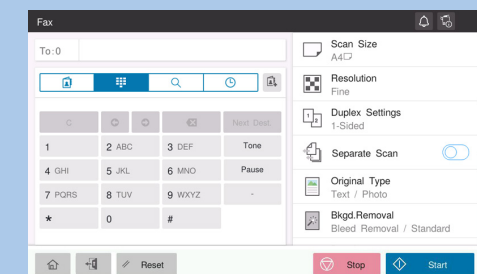 Fax
To:0
C
Next Dest.
1
2 ABC
3 DEF
Tone
4 GHI
5 JKL
6 MNO
Pause
7 PQRS
8 TUV
9 WXYZ
-
*
0
#
Scan Size
A4
Resolution
Fine
1 2
Duplex Settings
1-Sided
Separate Scan
Original Type
Text / Photo
Bkgd.Removal
Bleed Removal / Standard
Reset
Stop
Start